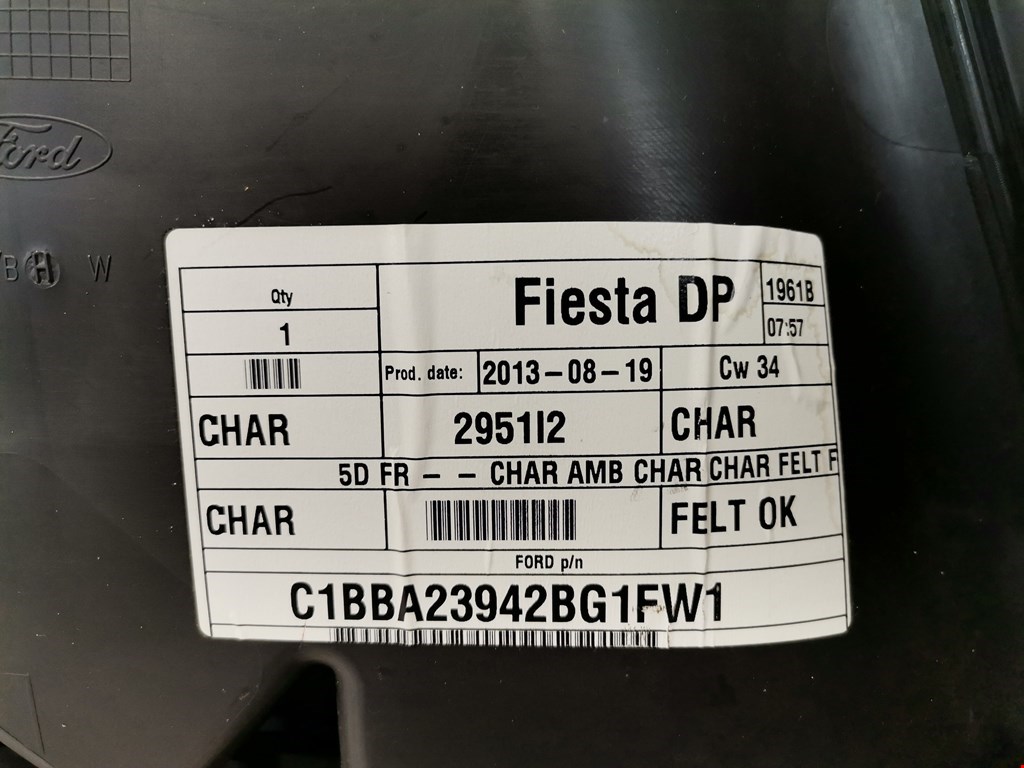 Ford
B H W
Qty
1
Fiesta DP
1961B
07:57
Prod. date:
2013-08-19
Cw 34
CHAR
2951I2
CHAR
5D FR - - CHAR AMB CHAR CHAR FELT F
CHAR
FELT OK
FORD p/n
C1BBA23942BG1FW1